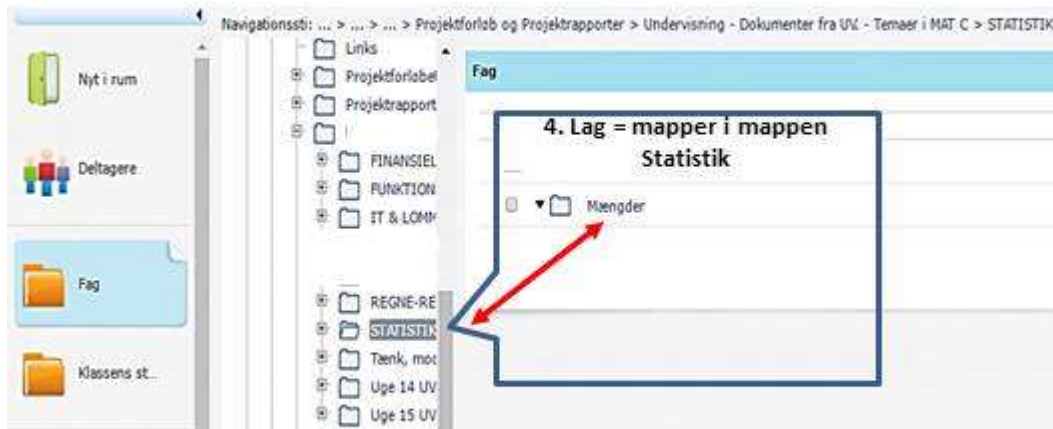 Navigationssti: ... > ... > ... > Projektforløb og Projektrapporter > Undervisning - Dokumenter fra UV. - Temaer i MAT C > STATISTIK
Nyt i rum
Deltagere
Fag
Klassens st...
Links
Projektforløbe
Projektrapport
FINANSIEL
FUNKTION
IT & LOMM
REGNE-RE
STATISTIK
Tænk, mod
Uge 14 UV
Uge 15 UV
Fag
4. Lag = mapper i mappen
Statistik
Mængder